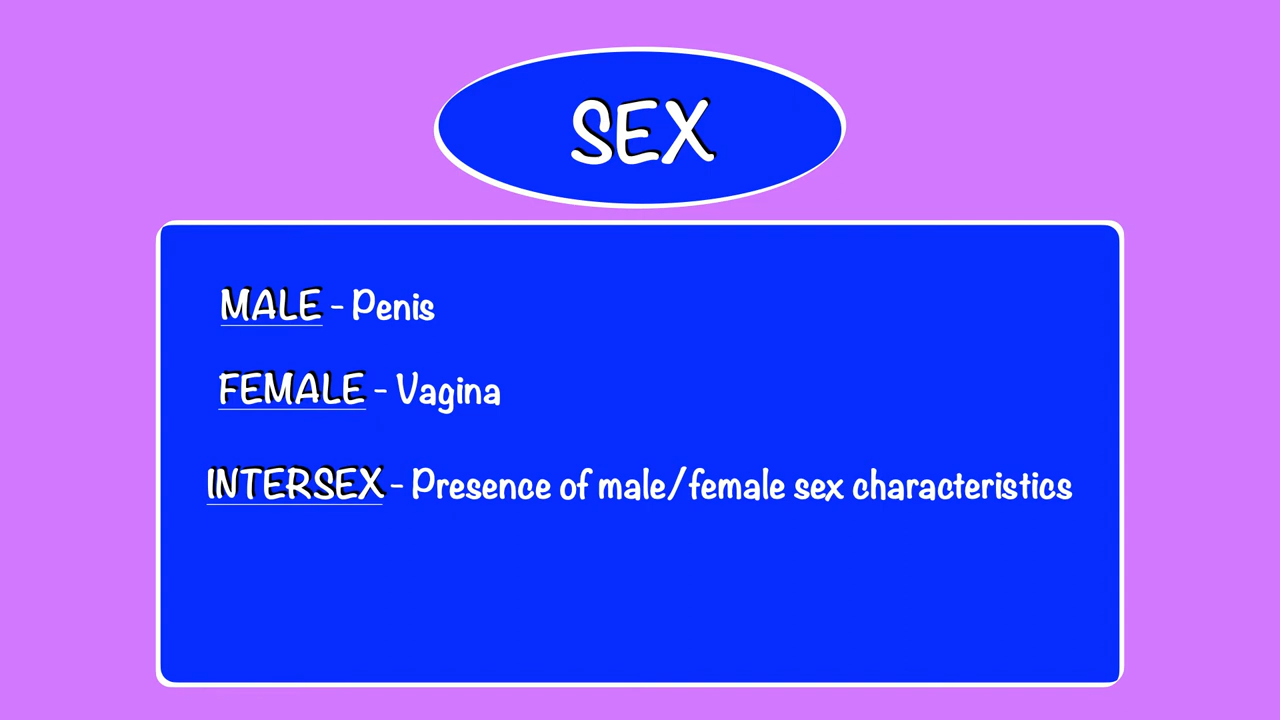 SEX
MALE - Penis
FEMALE - Vagina
INTERSEX - Presence of male/female sex characteristics